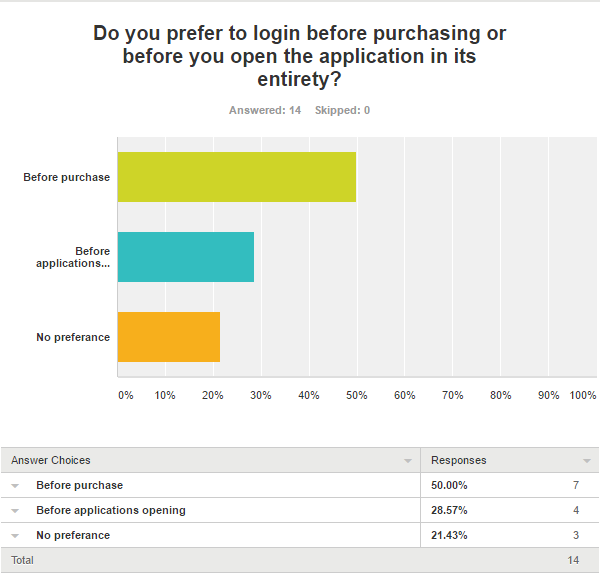 Do you prefer to login before purchasing or
before you open the application in its
entirety?
Answered: 14 Skipped: 0
Before purchase
Before
applications...
No preferance
0% 10% 20% 30% 40% 50% 60% 70% 80% 90% 100%
Answer Choices Responses
Before purchase 50.00% 7
Before applications opening 28.57% 4
No preferance 21.43% 3
Total 14